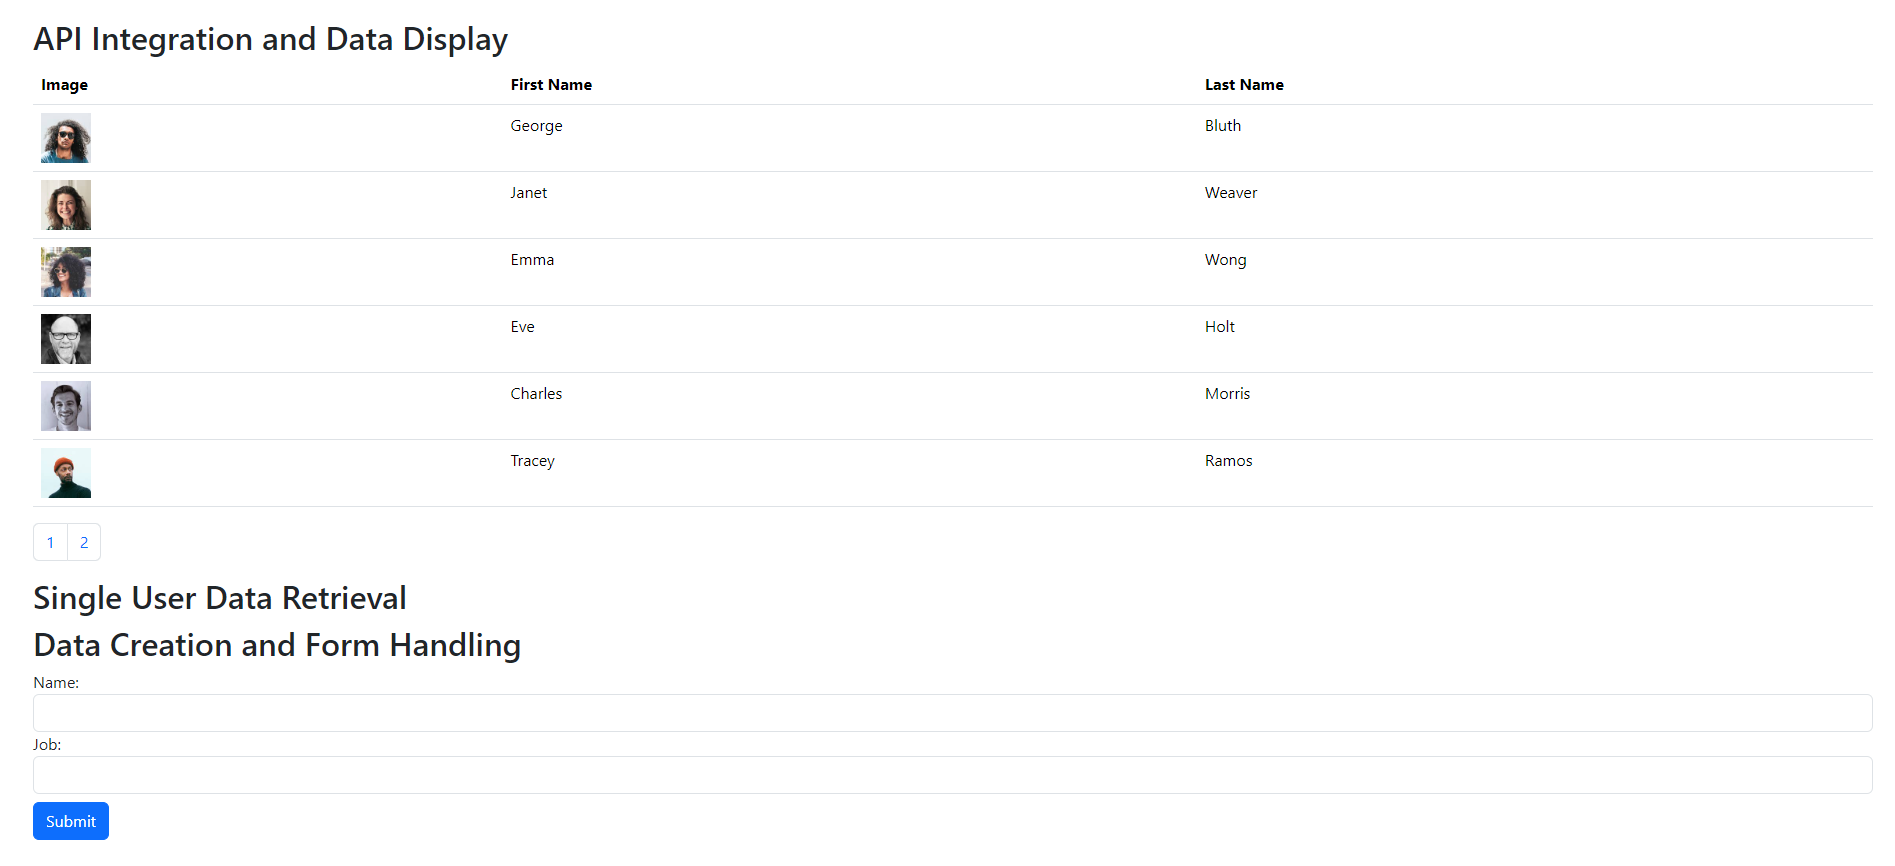 API Integration and Data Display
Image First Name Last Name
George Bluth
Janet Weaver
Emma Wong
Eve Holt
Charles Morris
Tracey Ramos
1 2
Single User Data Retrieval
Data Creation and Form Handling
Name:
Job:
Submit